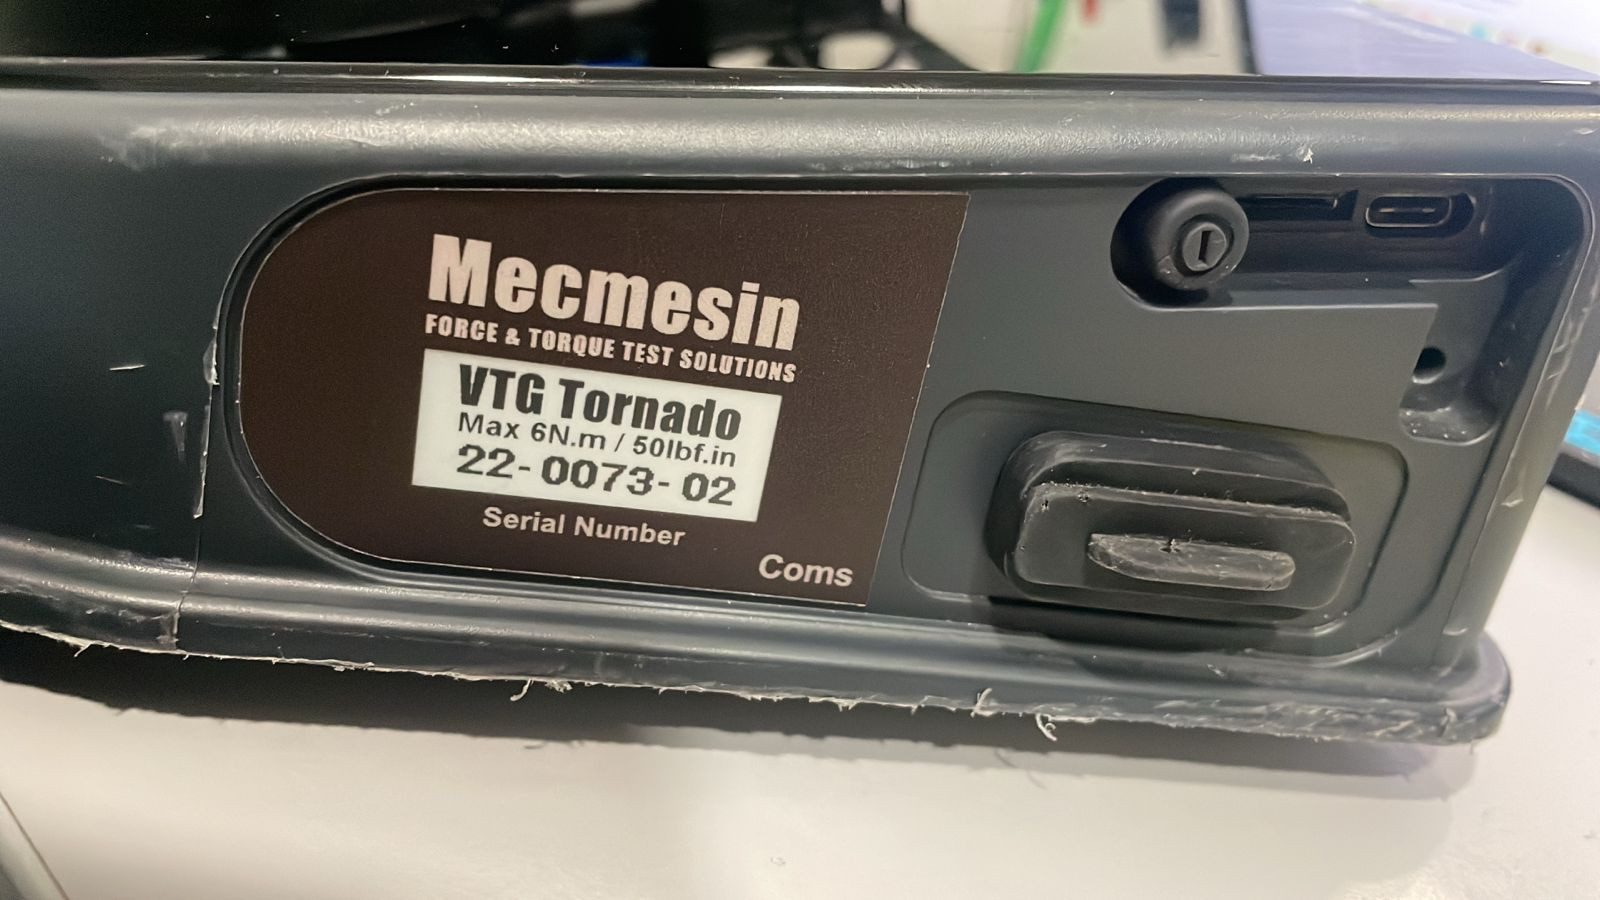 Mecmesin
FORCE & TORQUE TEST SOLUTIONS
VTG Tornado
Max 6N.m / 50lbf.in
22-0073-02
Serial Number
Coms